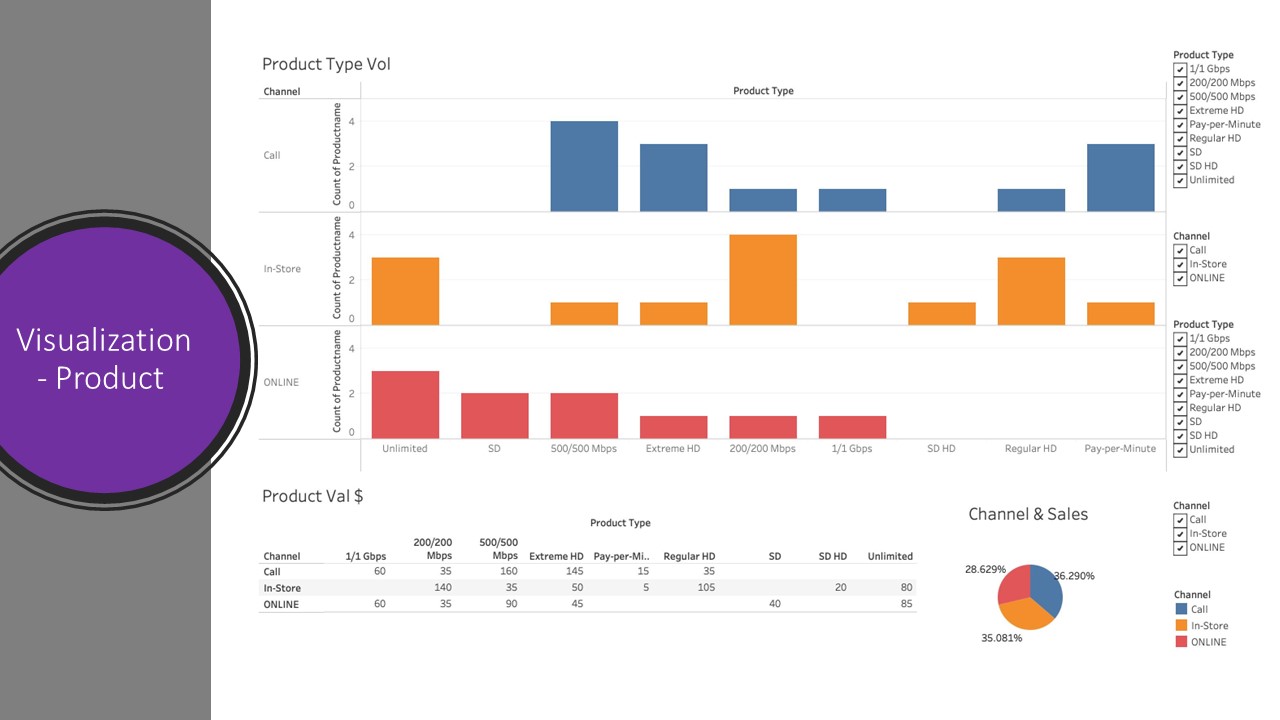 Visualization
- Product
Product Type Vol
Channel
Product Type
Call
Count of Productname
4
2
0
In-Store
Count of Productname
4
2
0
ONLINE
Count of Productname
4
2
0
Unlimited SD 500/500 Mbps Extreme HD 200/200 Mbps 1/1 Gbps SD HD Regular HD Pay-per-Minute
Product Val $
Product Type
200/200 500/500
Channel 1/1 Gbps Mbps Mbps Extreme HD Pay-per-Mi.. Regular HD SD SD HD Unlimited
Call 60 35 160 145 15 35
In-Store 140 35 50 5 105 20 80
ONLINE 60 35 90 45 40 85
Channel & Sales
28.629%
36.290%
35.081%
Product Type
1/1 Gbps
200/200 Mbps
500/500 Mbps
Extreme HD
Pay-per-Minute
Regular HD
SD
SD HD
Unlimited
Channel
Call
In-Store
ONLINE
Product Type
1/1 Gbps
200/200 Mbps
500/500 Mbps
Extreme HD
Pay-per-Minute
Regular HD
SD
SD HD
Unlimited
Channel
Call
In-Store
ONLINE
Channel
Call
In-Store
ONLINE